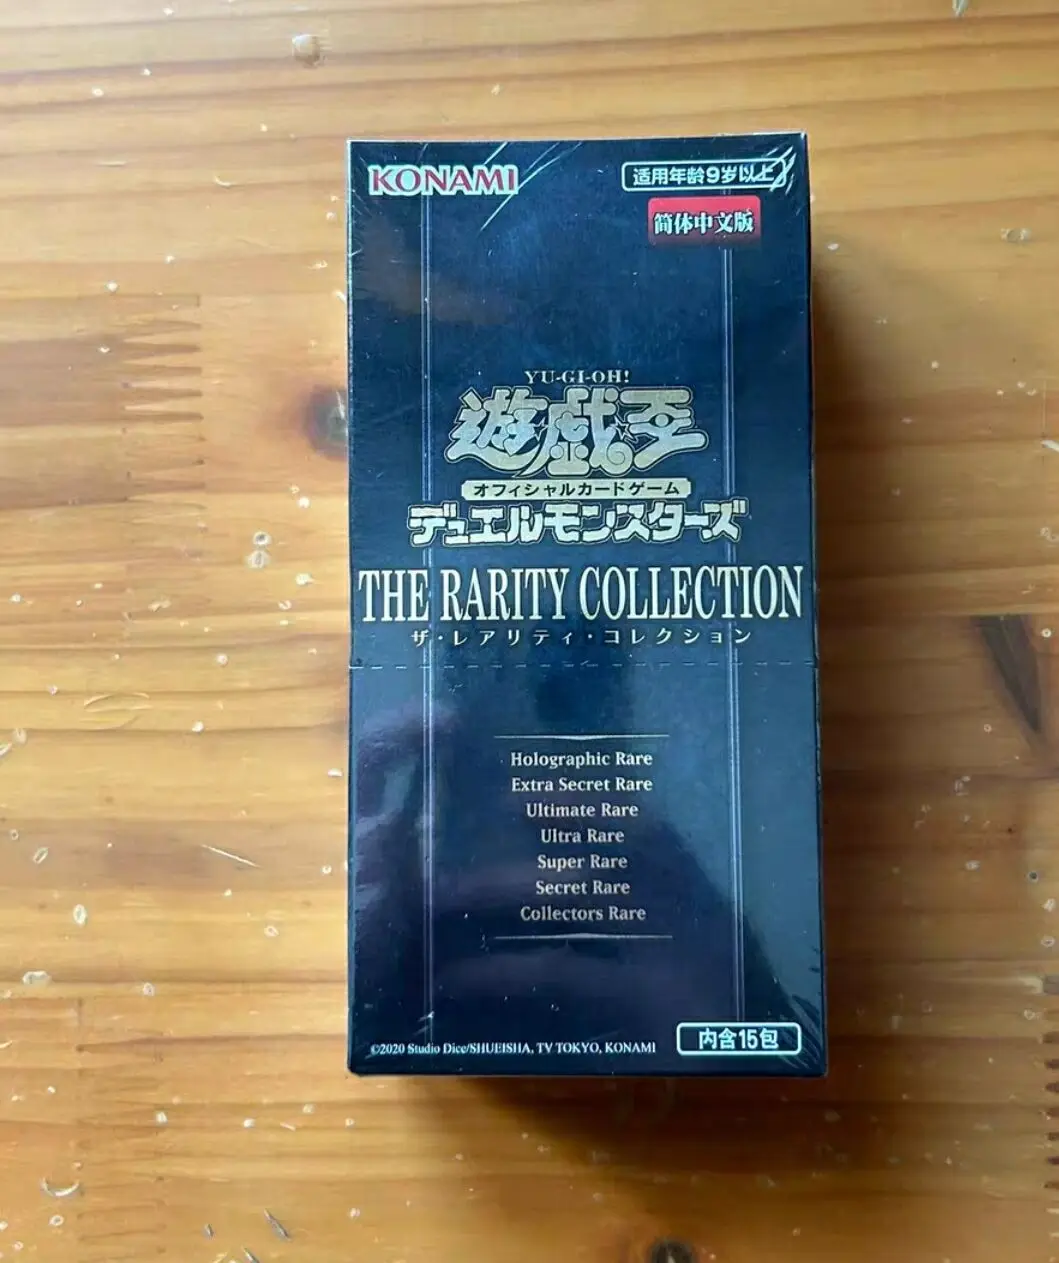 KONAMI
适用年龄9岁以上
简体中文版
YU-GI-OH!
遊戯王
オフィシャルカードゲーム
デュエルモンスターズ
THE RARITY COLLECTION
ザ・レアリティ・コレクション
Holographic Rare
Extra Secret Rare
Ultimate Rare
Ultra Rare
Super Rare
Secret Rare
Collectors Rare
©2020 Studio Dice/SHUEISHA, TV TOKYO, KONAMI
内含15包